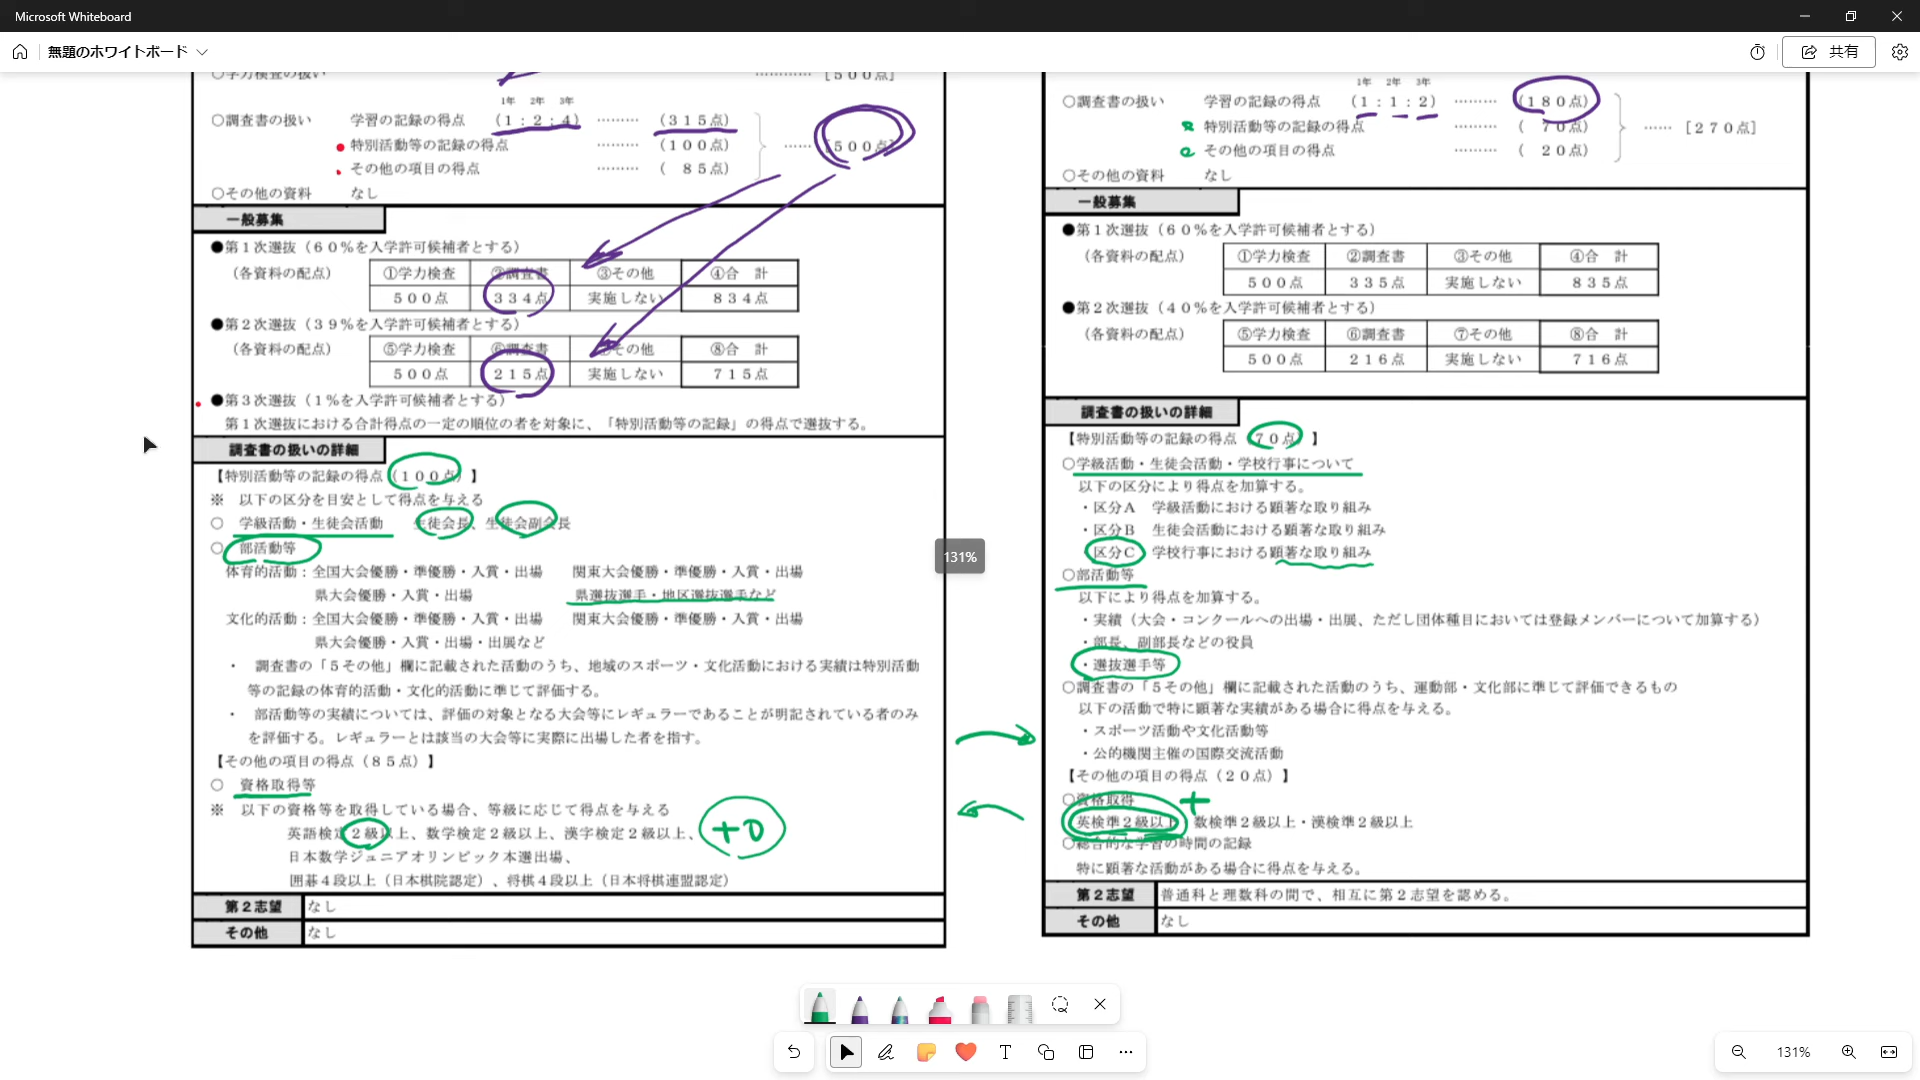 Microsoft Whiteboard
無題のホワイトボード
共有
○学力検査の扱い ………… [500点]
1年 2年 3年
○調査書の扱い 学習の記録の得点 (1：2：4) ……… (315点)
特別活動等の記録の得点 ……… (100点) …… [500点]
その他の項目の得点 ……… ( 85点)
○その他の資料 なし
一般募集
●第1次選抜（60％を入学許可候補者とする）
（各資料の配点） ①学力検査 ②調査書 ③その他 ④合　計
500点 334点 実施しない 834点
●第2次選抜（39％を入学許可候補者とする）
（各資料の配点） ⑤学力検査 ⑥調査書 ⑦その他 ⑧合　計
500点 215点 実施しない 715点
●第3次選抜（1％を入学許可候補者とする）
第1次選抜における合計得点の一定の順位の者を対象に、「特別活動等の記録」の得点で選抜する。
調査書の扱いの詳細
【特別活動等の記録の得点（100点）】
※　以下の区分を目安として得点を与える
○　学級活動・生徒会活動　　生徒会長、生徒会副会長
○　部活動等
体育的活動：全国大会優勝・準優勝・入賞・出場　　関東大会優勝・準優勝・入賞・出場
県大会優勝・入賞・出場　　県選抜選手・地区選抜選手など
文化的活動：全国大会優勝・準優勝・入賞・出場　　関東大会優勝・準優勝・入賞・出場
県大会優勝・入賞・出場・出展など
・　調査書の「5その他」欄に記載された活動のうち、地域のスポーツ・文化活動における実績は特別活動
等の記録の体育的活動・文化的活動に準じて評価する。
・　部活動等の実績については、評価の対象となる大会等にレギュラーであることが明記されている者のみ
を評価する。レギュラーとは該当の大会等に実際に出場した者を指す。
【その他の項目の得点（85点）】
○　資格取得等
※　以下の資格等を取得している場合、等級に応じて得点を与える
英語検定2級以上、数学検定2級以上、漢字検定2級以上、
+0
日本数学ジュニアオリンピック本選出場、
囲碁4段以上（日本棋院認定）、将棋4段以上（日本将棋連盟認定）
第2志望 なし
その他 なし
1年 2年 3年
○調査書の扱い 学習の記録の得点 (1：1：2) ……… (180点)
特別活動等の記録の得点 ……… ( 70点) …… [270点]
その他の項目の得点 ……… ( 20点)
○その他の資料 なし
一般募集
●第1次選抜（60％を入学許可候補者とする）
（各資料の配点） ①学力検査 ②調査書 ③その他 ④合　計
500点 335点 実施しない 835点
●第2次選抜（40％を入学許可候補者とする）
（各資料の配点） ⑤学力検査 ⑥調査書 ⑦その他 ⑧合　計
500点 216点 実施しない 716点
調査書の扱いの詳細
【特別活動等の記録の得点（70点）】
○学級活動・生徒会活動・学校行事について
以下の区分により得点を加算する。
・区分A　学級活動における顕著な取り組み
・区分B　生徒会活動における顕著な取り組み
・区分C　学校行事における顕著な取り組み
○部活動等
以下により得点を加算する。
・実績（大会・コンクールへの出場・出展、ただし団体種目においては登録メンバーについて加算する）
・部長、副部長などの役員
・選抜選手等
○調査書の「5その他」欄に記載された活動のうち、運動部・文化部に準じて評価できるもの
以下の活動で特に顕著な実績がある場合に得点を与える。
・スポーツ活動や文化活動等
・公的機関主催の国際交流活動
【その他の項目の得点（20点）】
○資格取得
+
英検準2級以上・数検準2級以上・漢検準2級以上
○総合的な学習の時間の記録
特に顕著な活動がある場合に得点を与える。
第2志望 普通科と理数科の間で、相互に第2志望を認める。
その他 なし
131%
131%